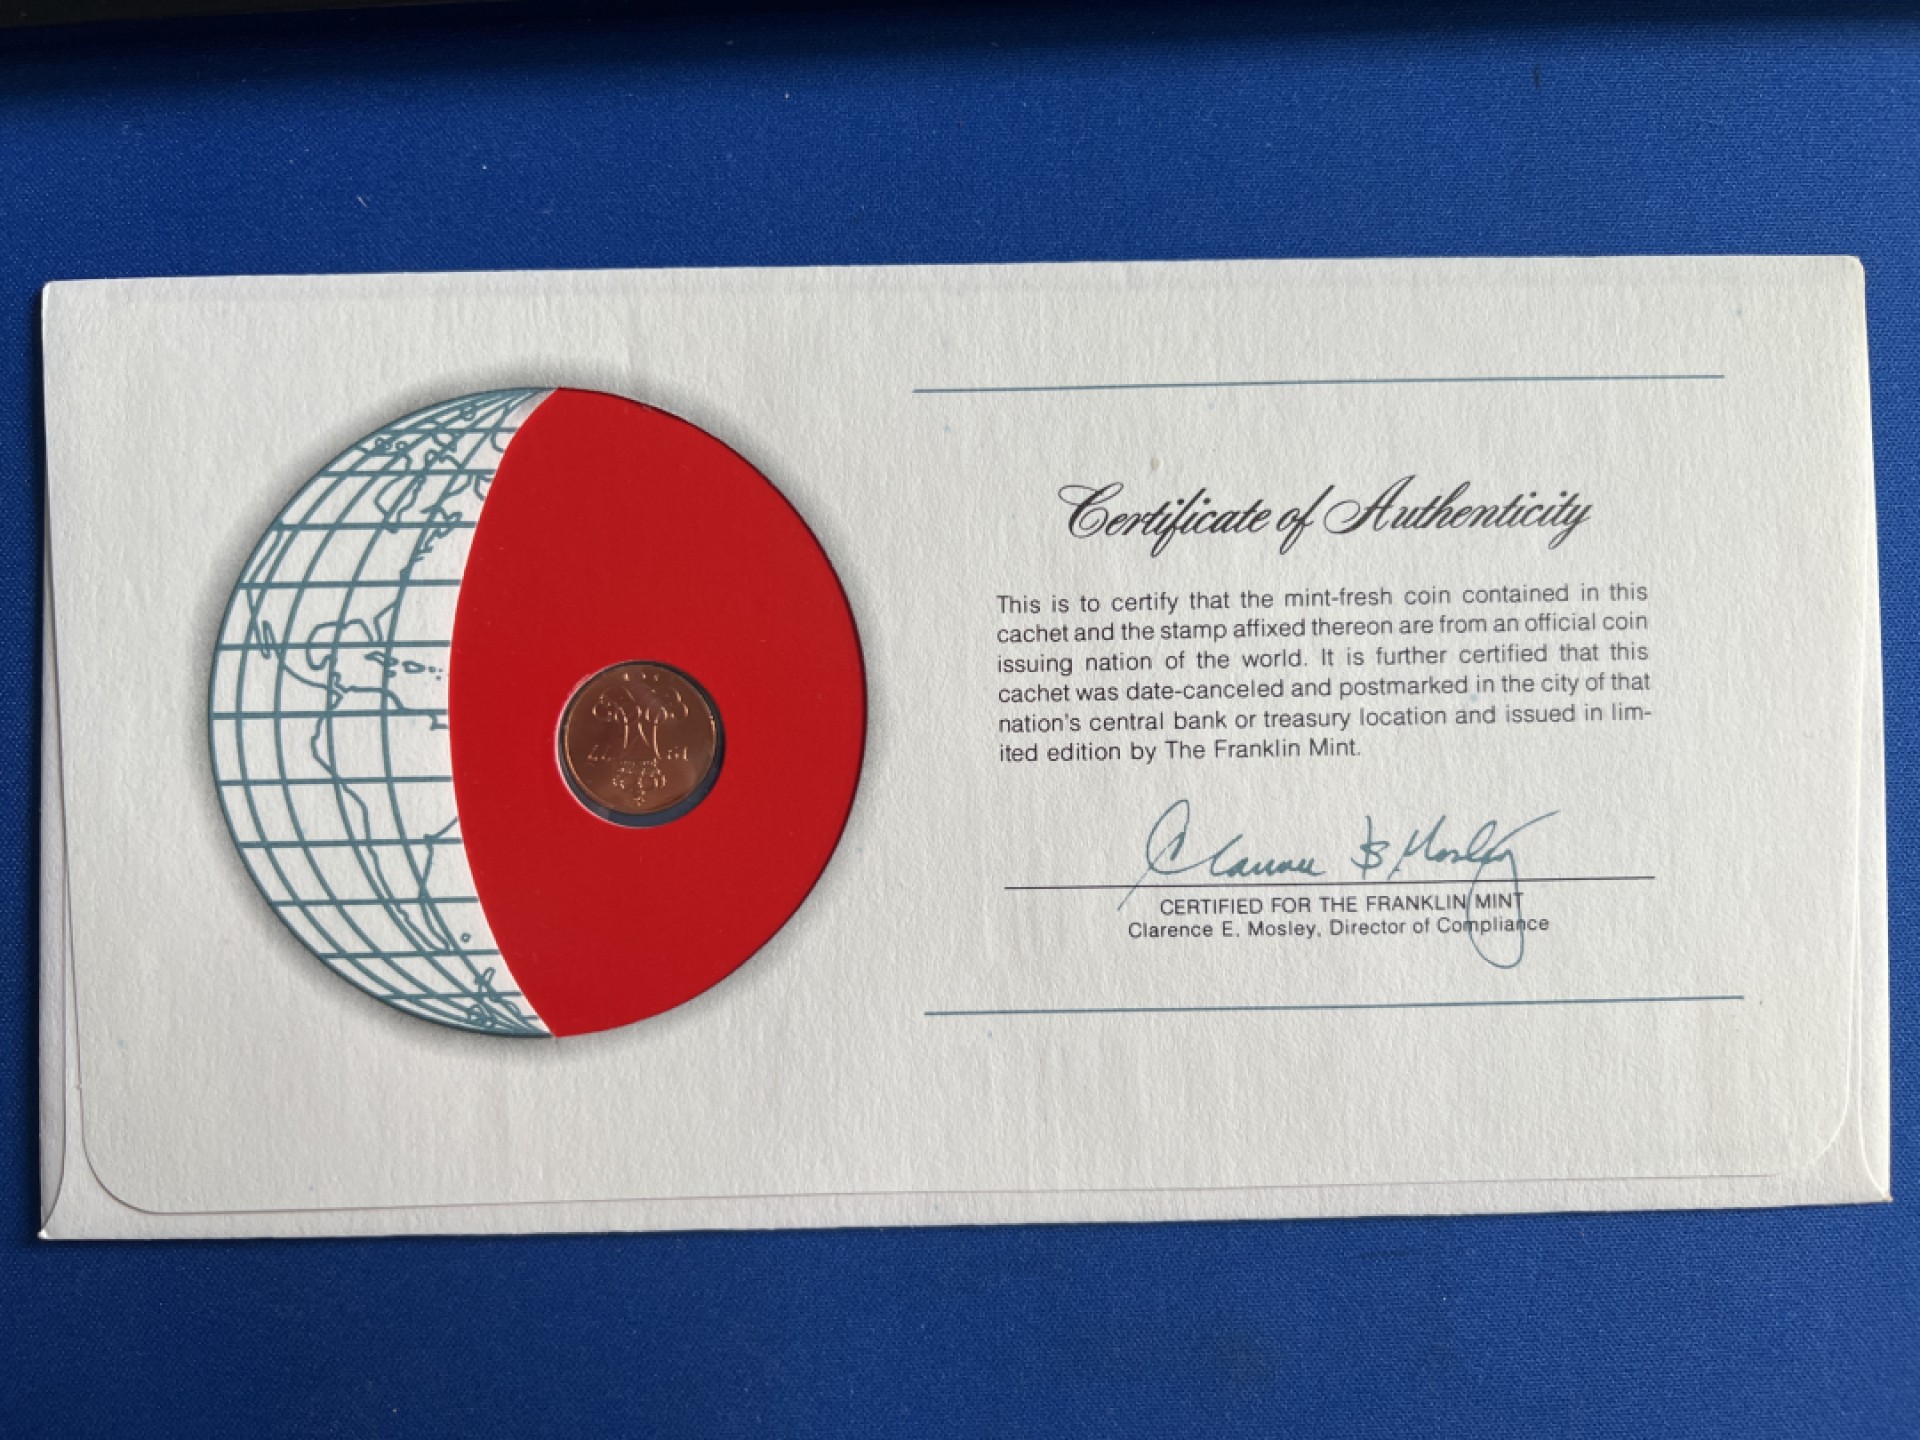 Certificate of Authenticity
This is to certify that the mint-fresh coin contained in this
cachet and the stamp affixed thereon are from an official coin
issuing nation of the world. It is further certified that this
cachet was date-canceled and postmarked in the city of that
nation's central bank or treasury location and issued in lim-
ited edition by The Franklin Mint.
CERTIFIED FOR THE FRANKLIN MINT
Clarence E. Mosley, Director of Compliance